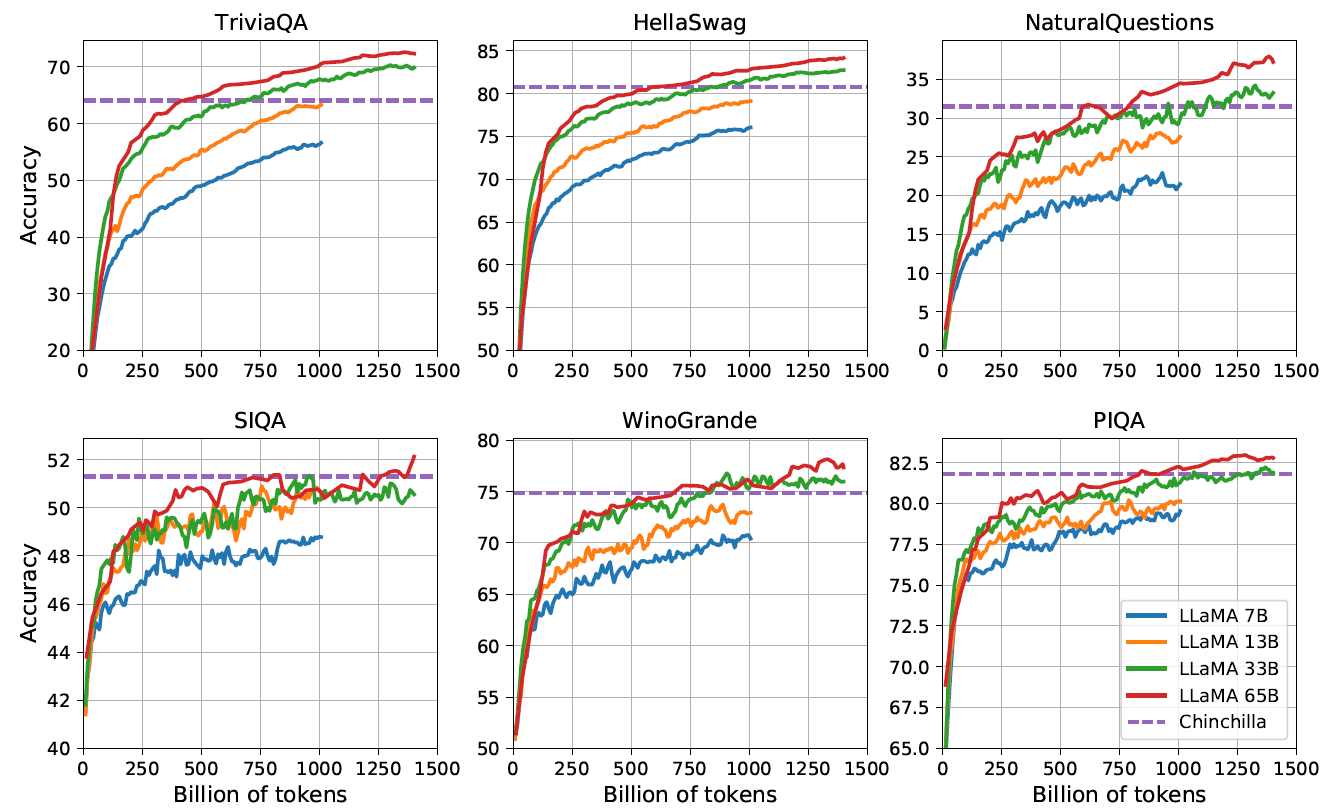 TriviaQA
HellaSwag
NaturalQuestions
Accuracy
70
60
50
40
30
20
0 250 500 750 1000 1250 1500
85
80
75
70
65
60
55
50
0 250 500 750 1000 1250 1500
35
30
25
20
15
10
5
0
0 250 500 750 1000 1250 1500
SIQA
WinoGrande
PIQA
Accuracy
52
50
48
46
44
42
40
0 250 500 750 1000 1250 1500
Billion of tokens
80
75
70
65
60
55
50
0 250 500 750 1000 1250 1500
Billion of tokens
82.5
80.0
77.5
75.0
72.5
70.0
67.5
65.0
LLaMA 7B
LLaMA 13B
LLaMA 33B
LLaMA 65B
Chinchilla
0 250 500 750 1000 1250 1500
Billion of tokens